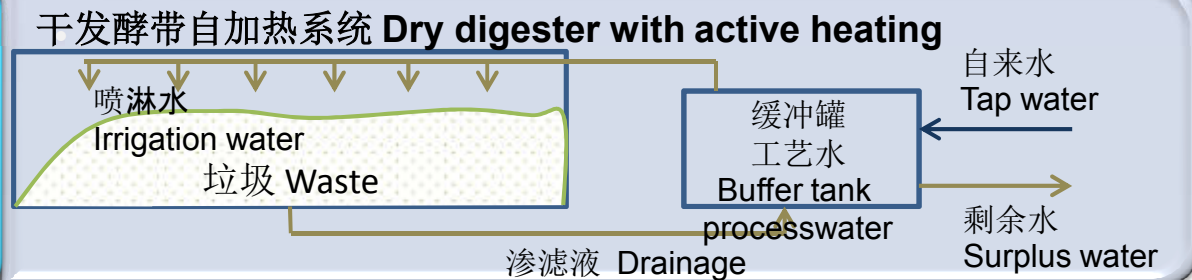 干发酵带自加热系统 Dry digester with active heating
喷淋水
Irrigation water
垃圾 Waste
缓冲罐
工艺水
Buffer tank
processwater
自来水
Tap water
剩余水
Surplus water
渗滤液 Drainage